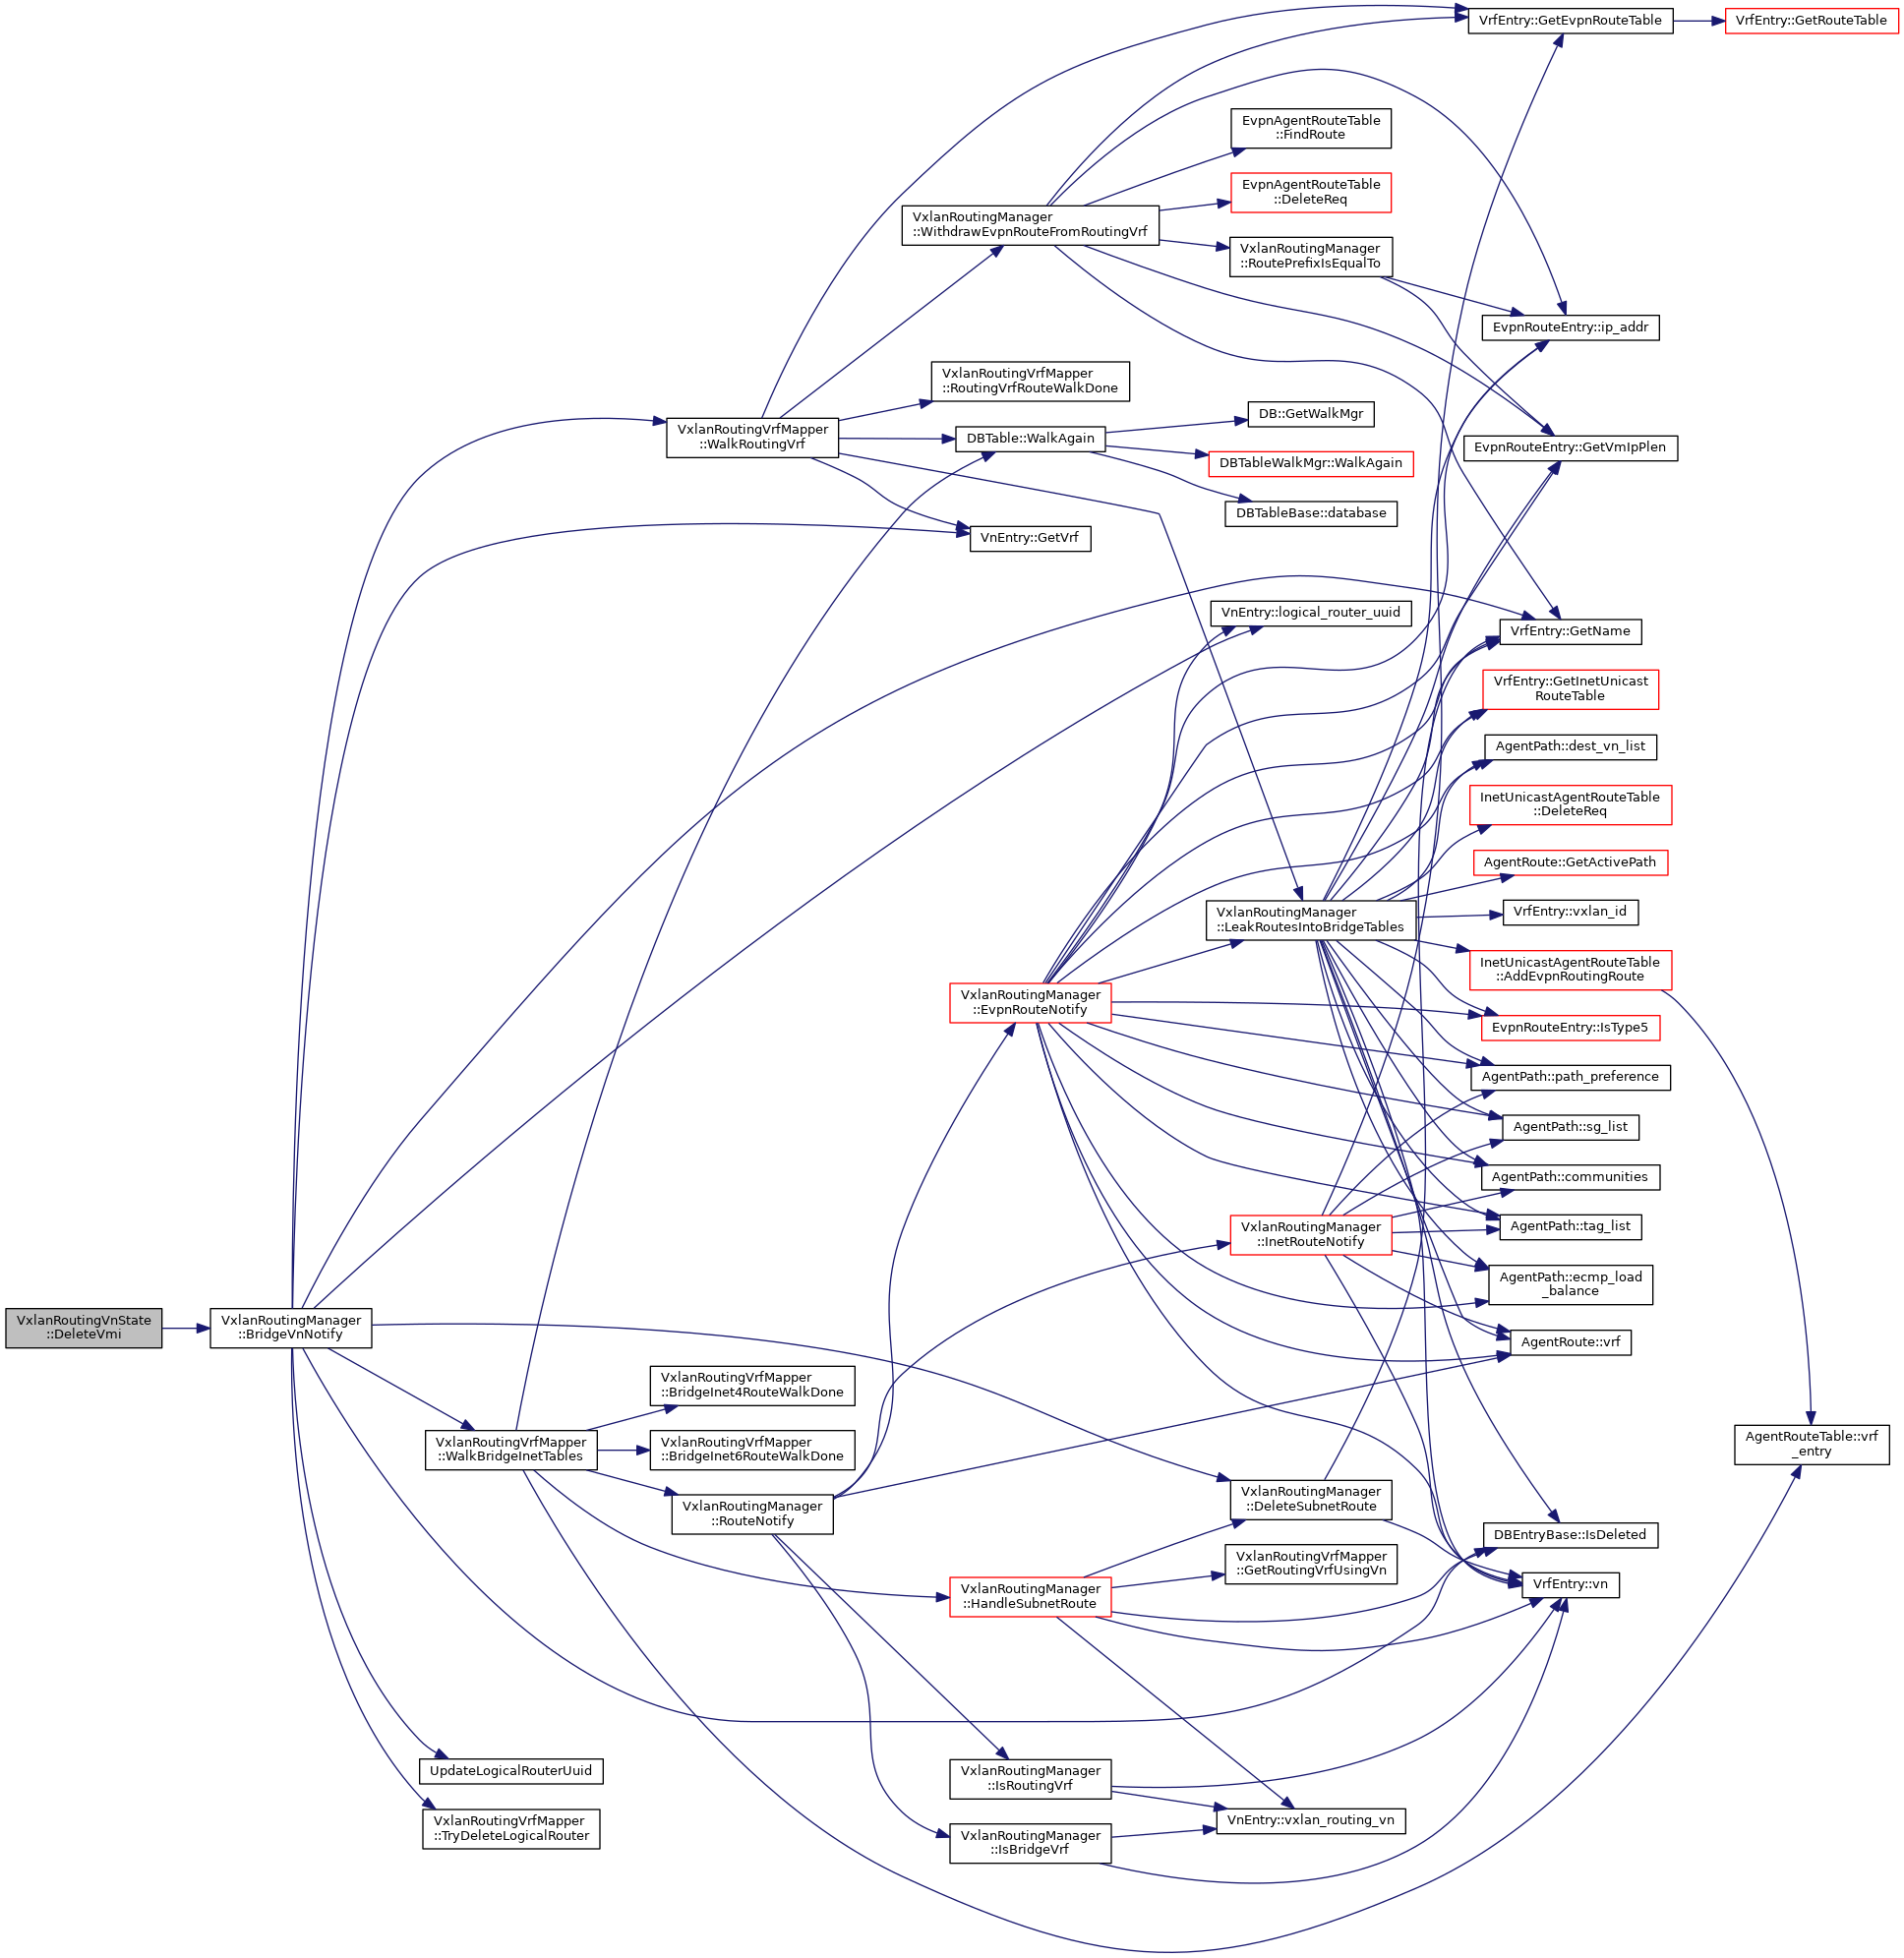 VrfEntry::GetEvpnRouteTable
VrfEntry::GetRouteTable
EvpnAgentRouteTable
::FindRoute
EvpnAgentRouteTable
::DeleteReq
VxlanRoutingManager
::WithdrawEvpnRouteFromRoutingVrf
VxlanRoutingManager
::RoutePrefixIsEqualTo
EvpnRouteEntry::ip_addr
VxlanRoutingVrfMapper
::RoutingVrfRouteWalkDone
DB::GetWalkMgr
VxlanRoutingVrfMapper
::WalkRoutingVrf
DBTable::WalkAgain
EvpnRouteEntry::GetVmIpPlen
DBTableWalkMgr::WalkAgain
DBTableBase::database
VnEntry::GetVrf
VnEntry::logical_router_uuid
VrfEntry::GetName
VrfEntry::GetInetUnicast
RouteTable
AgentPath::dest_vn_list
InetUnicastAgentRouteTable
::DeleteReq
AgentRoute::GetActivePath
VxlanRoutingManager
::LeakRoutesIntoBridgeTables
VrfEntry::vxlan_id
InetUnicastAgentRouteTable
::AddEvpnRoutingRoute
VxlanRoutingManager
::EvpnRouteNotify
EvpnRouteEntry::IsType5
AgentPath::path_preference
AgentPath::sg_list
AgentPath::communities
AgentPath::tag_list
VxlanRoutingManager
::InetRouteNotify
AgentPath::ecmp_load
_balance
VxlanRoutingVnState
::DeleteVmi
VxlanRoutingManager
::BridgeVnNotify
AgentRoute::vrf
VxlanRoutingVrfMapper
::BridgeInet4RouteWalkDone
VxlanRoutingVrfMapper
::WalkBridgeInetTables
VxlanRoutingVrfMapper
::BridgeInet6RouteWalkDone
AgentRouteTable::vrf
_entry
VxlanRoutingManager
::DeleteSubnetRoute
VxlanRoutingManager
::RouteNotify
DBEntryBase::IsDeleted
VxlanRoutingVrfMapper
::GetRoutingVrfUsingVn
VxlanRoutingManager
::HandleSubnetRoute
VrfEntry::vn
UpdateLogicalRouterUuid
VxlanRoutingManager
::IsRoutingVrf
VxlanRoutingVrfMapper
::TryDeleteLogicalRouter
VnEntry::vxlan_routing_vn
VxlanRoutingManager
::IsBridgeVrf